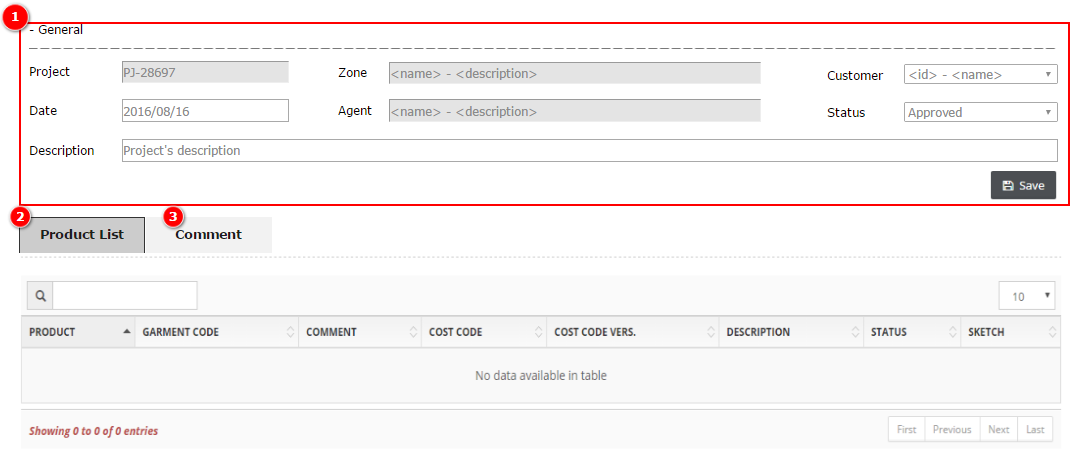 1
- General
Project PJ-28697 Zone <name> - <description> Customer <id> - <name>
Date 2016/08/16 Agent <name> - <description> Status Approved
Description Project's description
Save
2 3
Product List Comment
10
PRODUCT GARMENT CODE COMMENT COST CODE COST CODE VERS. DESCRIPTION STATUS SKETCH
No data available in table
Showing 0 to 0 of 0 entries First Previous Next Last